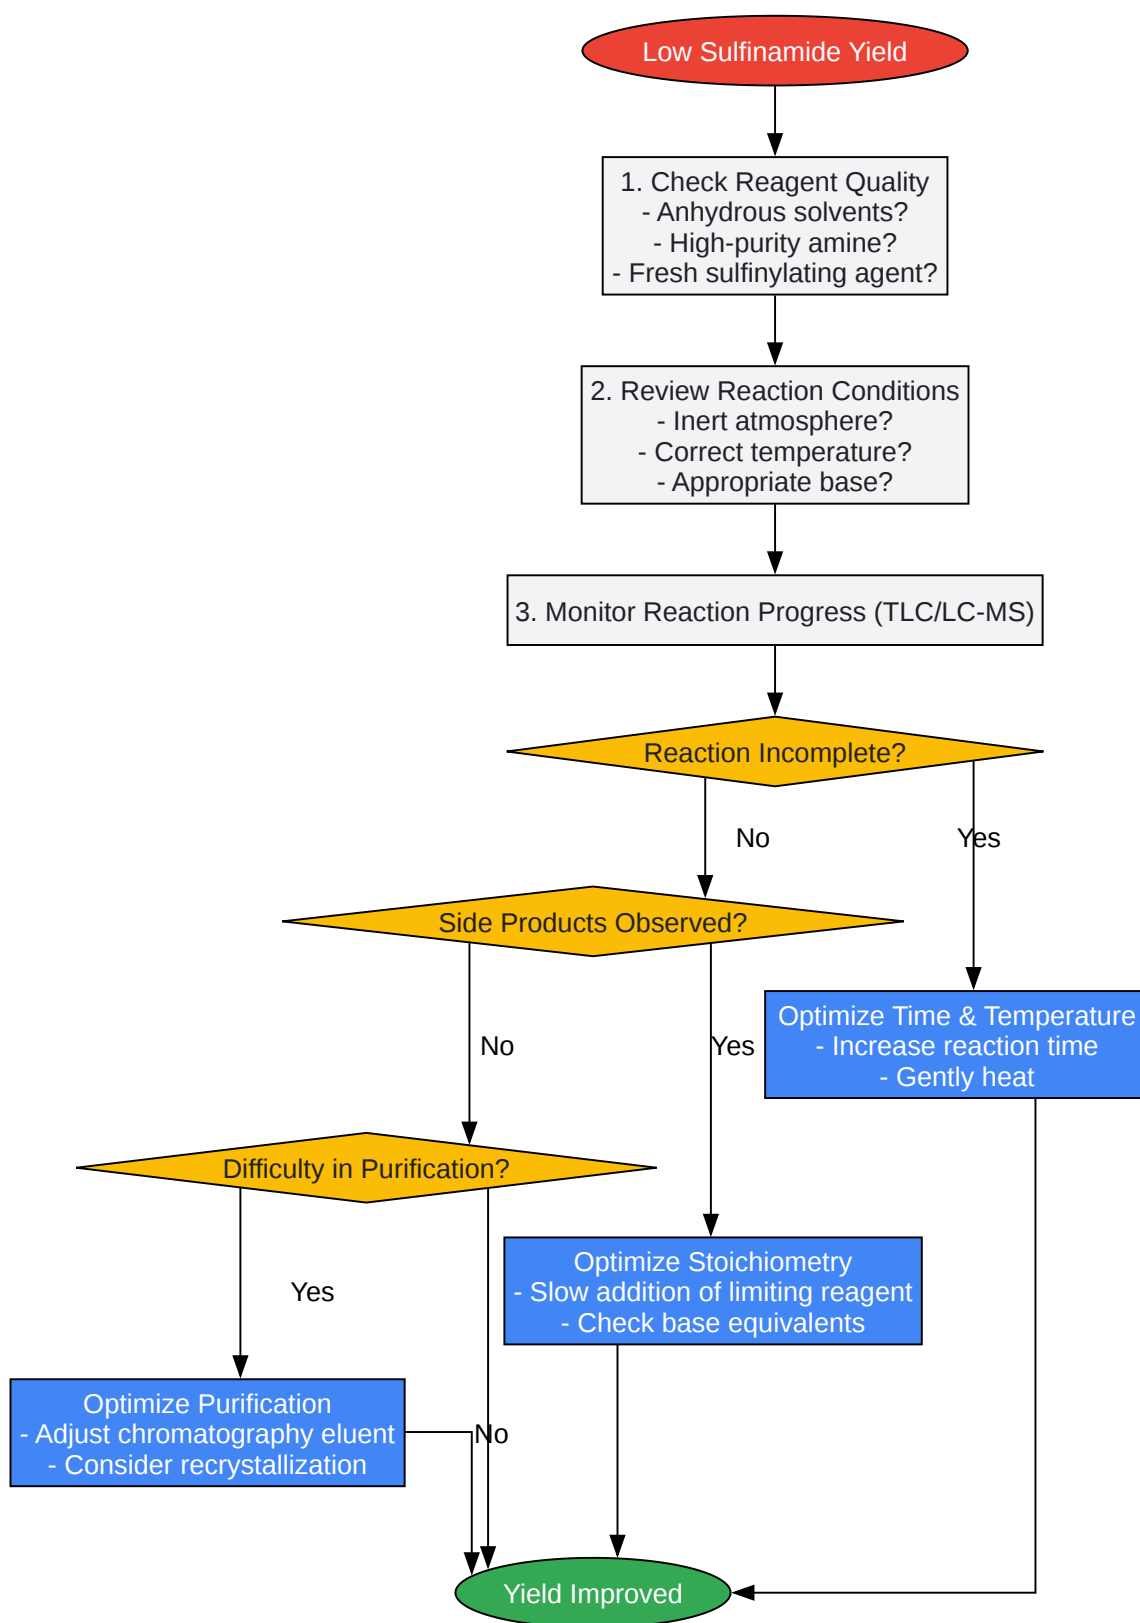 Low Sulfinamide Yield
1. Check Reagent Quality
- Anhydrous solvents?
- High-purity amine?
- Fresh sulfinylating agent?
2. Review Reaction Conditions
- Inert atmosphere?
- Correct temperature?
- Appropriate base?
3. Monitor Reaction Progress (TLC/LC-MS)
Reaction Incomplete?
No
Yes
Side Products Observed?
No
Yes
Optimize Time & Temperature
- Increase reaction time
- Gently heat
Difficulty in Purification?
Yes
Optimize Stoichiometry
- Slow addition of limiting reagent
- Check base equivalents
Optimize Purification
- Adjust chromatography eluent
- Consider recrystallization
No
Yield Improved